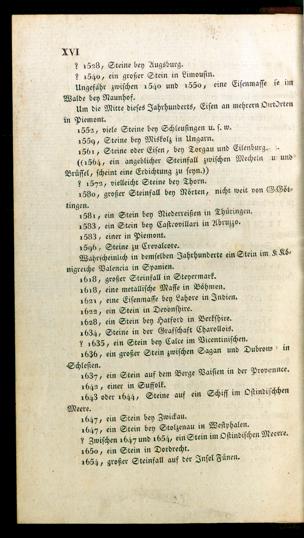 XVI
? 1528, Steine bey Augsburg.
? 1540, ein großer Stein in Limousin.
Ungefähr zwischen 1540 und 1550, eine Eisenmasse im
Walde bey Naunhof.
Um die Mitte dieses Jahrhunderts, Eisen an mehrern Orten
in Piemont.
1552, viele Steine bey Schleusingen u. s. w.
1559, Steine bey Miskolz in Ungarn.
1561, Steine oder Eisen, bey Torgau und Eilenburg.
((1564, ein angeblicher Steinfall zwischen Mecheln und
Brüssel, scheint eine Erdichtung zu seyn.))
? 1572, vielleicht Steine bey Thorn.
1580, großer Steinfall bey Nörten, nicht weit von Göt-
tingen.
1581, ein Stein bey Niederreißen in Thüringen.
1583, ein Stein bey Castrovillari in Abruzzo.
1583, einer in Piemont.
1596, Steine zu Crevalcore.
Wahrscheinlich in demselben Jahrhunderte ein Stein im Kö-
nigreiche Valencia in Spanien.
1618, großer Steinfall in Steyermark.
1618, eine metallische Masse in Böhmen.
1621, eine Eisenmasse bey Lahore in Indien.
1622, ein Stein in Devonshire.
1628, ein Stein bey Hatford in Berkshire.
1634, Steine in der Grafschaft Charollois.
? 1635, ein Stein bey Calce im Vicentinischen.
1636, ein großer Stein zwischen Sagan und Dubrow in
Schlesien.
1637, ein Stein auf dem Berge Vaisien in der Provence.
1642, einer in Suffolk.
1643 oder 1644, Steine auf ein Schiff im Ostindischen
Meere.
1647, ein Stein bey Zwickau.
1647, ein Stein bey Stolzenau in Westphalen.
? Zwischen 1647 und 1654, ein Stein im Ostindischen Meere.
1650, ein Stein in Dordrecht.
1654, großer Steinfall auf der Insel Fünen.